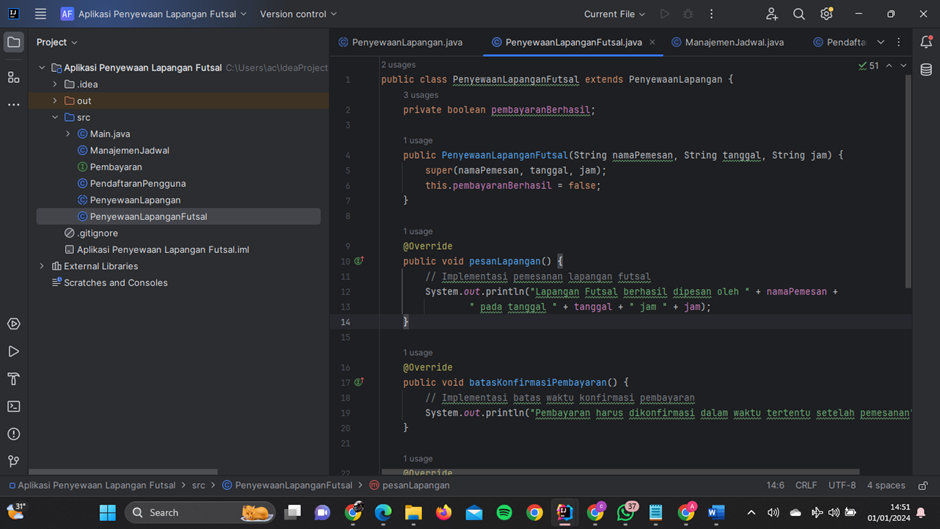 AF Aplikasi Penyewaan Lapangan Futsal Version control Current File
Project
Aplikasi Penyewaan Lapangan Futsal C:\Users\ac\IdeaProject
.idea
out
src
Main.java
ManajemenJadwal
Pembayaran
PendaftaranPengguna
PenyewaanLapangan
PenyewaanLapanganFutsal
.gitignore
Aplikasi Penyewaan Lapangan Futsal.iml
External Libraries
Scratches and Consoles
PenyewaanLapangan.java PenyewaanLapanganFutsal.java ManajemenJadwal.java Pendafta
2 usages
51
1 public class PenyewaanLapanganFutsal extends PenyewaanLapangan {
3 usages
2 private boolean pembayaranBerhasil;
3
1 usage
4 public PenyewaanLapanganFutsal(String namaPemesan, String tanggal, String jam) {
5 super(namaPemesan, tanggal, jam);
6 this.pembayaranBerhasil = false;
7 }
8
1 usage
9 @Override
10 public void pesanLapangan() {
11 // Implementasi pemesanan lapangan futsal
12 System.out.println("Lapangan Futsal berhasil dipesan oleh " + namaPemesan +
13 " pada tanggal " + tanggal + " jam " + jam);
14 }
15
1 usage
16 @Override
17 public void batasKonfirmasiPembayaran() {
18 // Implementasi batas waktu konfirmasi pembayaran
19 System.out.println("Pembayaran harus dikonfirmasi dalam waktu tertentu setelah pemesanan"
20 }
21
1 usage
22 @Override
Aplikasi Penyewaan Lapangan Futsal > src > PenyewaanLapanganFutsal > pesanLapangan 14:6 CRLF UTF-8 4 spaces
31° Search 37 14:51
01/01/2024